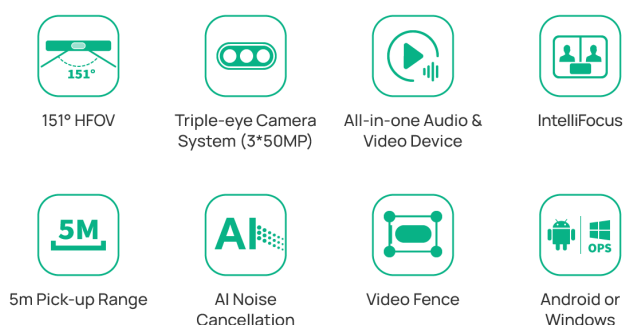 151°
151° HFOV
Triple-eye Camera
System (3*50MP)
All-in-one Audio &
Video Device
IntelliFocus
5M
AI
OPS
5m Pick-up Range
AI Noise
Cancellation
Video Fence
Android or
Windows